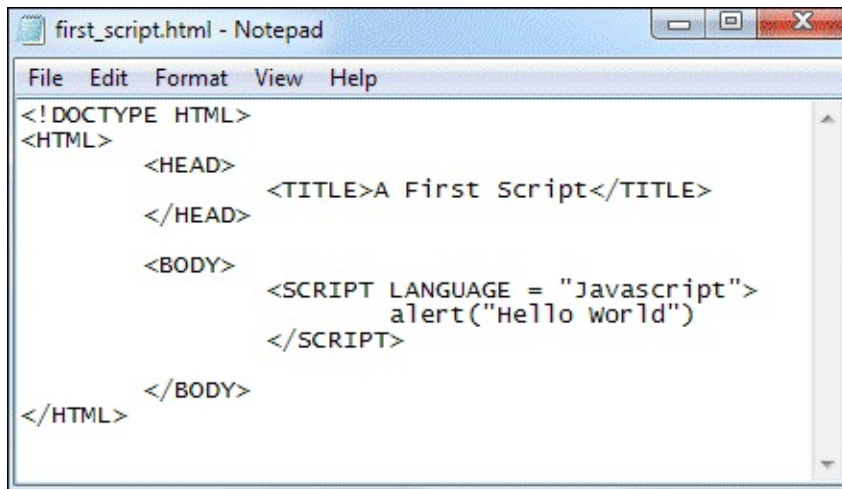 first_script.html - Notepad
File Edit Format View Help
<!DOCTYPE HTML>
<HTML>
<HEAD>
<TITLE>A First Script</TITLE>
</HEAD>
<BODY>
<SCRIPT LANGUAGE = "Javascript">
alert("Hello World")
</SCRIPT>
</BODY>
</HTML>